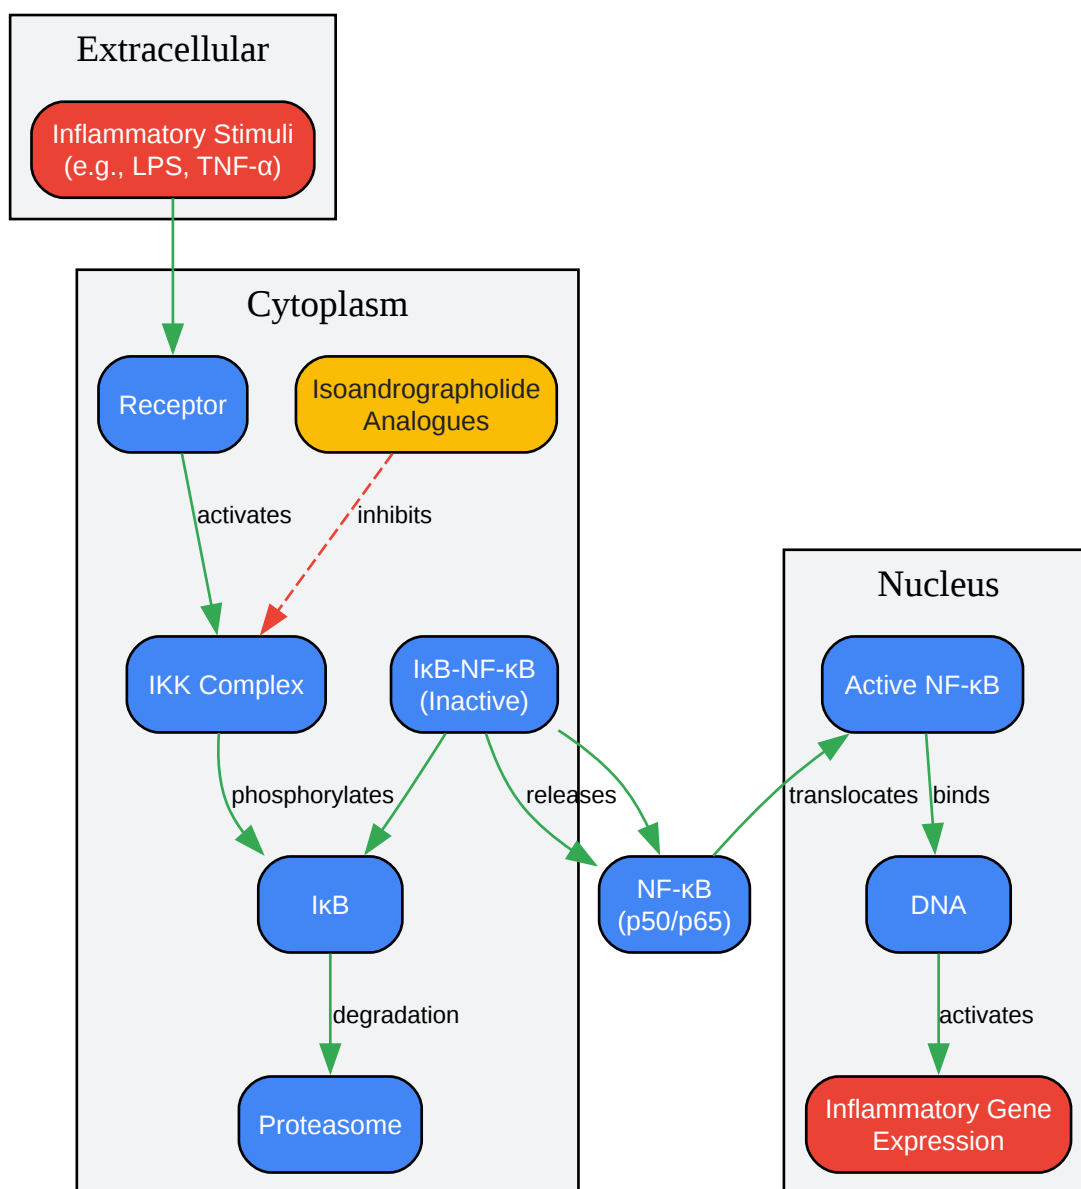 Extracellular
Inflammatory Stimuli
(e.g., LPS, TNF-α)
Cytoplasm
Receptor
Isoandrographolide
Analogues
activates
inhibits
Nucleus
IKK Complex
IκB-NF-κB
(Inactive)
Active NF-κB
phosphorylates
releases
translocates
binds
IκB
NF-κB
(p50/p65)
DNA
degradation
activates
Proteasome
Inflammatory Gene
Expression